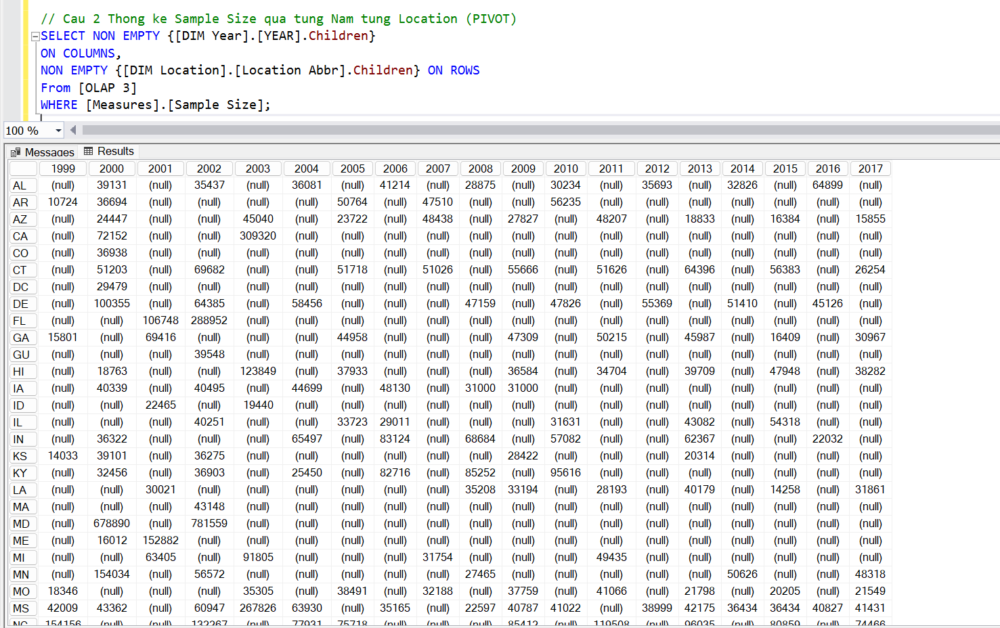 // Cau 2 Thong ke Sample Size qua tung Nam tung Location (PIVOT)
SELECT NON EMPTY {[DIM Year].[YEAR].Children}
ON COLUMNS,
NON EMPTY {[DIM Location].[Location Abbr].Children} ON ROWS
From [OLAP 3]
WHERE [Measures].[Sample Size];
100 %
Messages Results
1999 2000 2001 2002 2003 2004 2005 2006 2007 2008 2009 2010 2011 2012 2013 2014 2015 2016 2017
AL (null) 39131 (null) 35437 (null) 36081 (null) 41214 (null) 28875 (null) 30234 (null) 35693 (null) 32826 (null) 64899 (null)
AR 10724 36694 (null) (null) (null) (null) 50764 (null) 47510 (null) (null) 56235 (null) (null) (null) (null) (null) (null) (null)
AZ (null) 24447 (null) (null) 45040 (null) 23722 (null) 48438 (null) 27827 (null) 48207 (null) 18833 (null) 16384 (null) 15855
CA (null) 72152 (null) (null) 309320 (null) (null) (null) (null) (null) (null) (null) (null) (null) (null) (null) (null) (null) (null)
CO (null) 36938 (null) (null) (null) (null) (null) (null) (null) (null) (null) (null) (null) (null) (null) (null) (null) (null) (null)
CT (null) 51203 (null) 69682 (null) (null) 51718 (null) 51026 (null) 55666 (null) 51626 (null) 64396 (null) 56383 (null) 26254
DC (null) 29479 (null) (null) (null) (null) (null) (null) (null) (null) (null) (null) (null) (null) (null) (null) (null) (null) (null)
DE (null) 100355 (null) 64385 (null) 58456 (null) (null) (null) 47159 (null) 47826 (null) 55369 (null) 51410 (null) 45126 (null)
FL (null) (null) 106748 288952 (null) (null) (null) (null) (null) (null) (null) (null) (null) (null) (null) (null) (null) (null) (null)
GA 15801 (null) 69416 (null) (null) (null) 44958 (null) (null) (null) 47309 (null) 50215 (null) 45987 (null) 16409 (null) 30967
GU (null) (null) (null) 39548 (null) (null) (null) (null) (null) (null) (null) (null) (null) (null) (null) (null) (null) (null) (null)
HI (null) 18763 (null) (null) 123849 (null) 37933 (null) (null) (null) 36584 (null) 34704 (null) 39709 (null) 47948 (null) 38282
IA (null) 40339 (null) 40495 (null) 44699 (null) 48130 (null) 31000 31000 (null) (null) (null) (null) (null) (null) (null) (null)
ID (null) (null) 22465 (null) 19440 (null) (null) (null) (null) (null) (null) (null) (null) (null) (null) (null) (null) (null) (null)
IL (null) (null) (null) 40251 (null) (null) 33723 29011 (null) (null) (null) 31631 (null) (null) 43082 (null) 54318 (null) (null)
IN (null) 36322 (null) (null) (null) 65497 (null) 83124 (null) 68684 (null) 57082 (null) (null) 62367 (null) (null) 22032 (null)
KS 14033 39101 (null) 36275 (null) (null) (null) (null) (null) (null) 28422 (null) (null) (null) 20314 (null) (null) (null) (null)
KY (null) 32456 (null) 36903 (null) 25450 (null) 82716 (null) 85252 (null) 95616 (null) (null) (null) (null) (null) (null) (null)
LA (null) (null) 30021 (null) (null) (null) (null) (null) (null) 35208 33194 (null) 28193 (null) 40179 (null) 14258 (null) 31861
MA (null) (null) (null) 43148 (null) (null) (null) (null) (null) (null) (null) (null) (null) (null) (null) (null) (null) (null) (null)
MD (null) 678890 (null) 781559 (null) (null) (null) (null) (null) (null) (null) (null) (null) (null) (null) (null) (null) (null) (null)
ME (null) 16012 152882 (null) (null) (null) (null) (null) (null) (null) (null) (null) (null) (null) (null) (null) (null) (null) (null)
MI (null) (null) 63405 (null) 91805 (null) (null) (null) 31754 (null) (null) (null) 49435 (null) (null) (null) (null) (null) (null)
MN (null) 154034 (null) 56572 (null) (null) (null) (null) (null) 27465 (null) (null) (null) (null) (null) 50626 (null) (null) 48318
MO 18346 (null) (null) (null) 35305 (null) 38491 (null) 32188 (null) 37759 (null) 41066 (null) 21798 (null) 20205 (null) 21549
MS 42009 43362 (null) 60947 267826 63930 (null) 35165 (null) 22597 40787 41022 (null) 38999 42175 36434 36434 40827 41431
NC 154156 (null) (null) 132267 (null) 77931 75718 (null) (null) (null) 85412 (null) 119508 (null) 96035 (null) 80859 (null) 74466